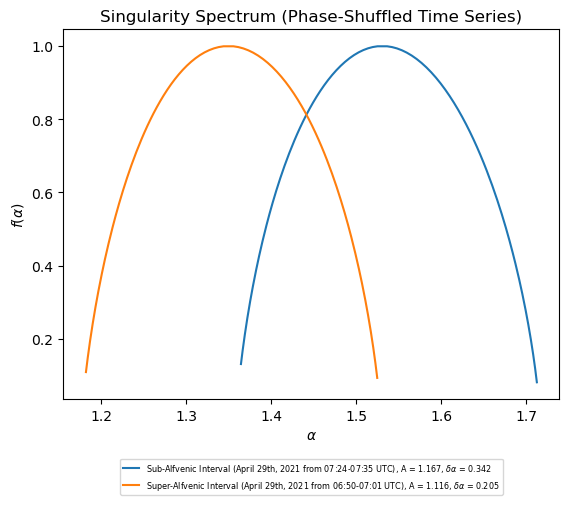 Singularity Spectrum (Phase-Shuffled Time Series)
1.0
0.8
0.6
0.4
0.2
f(α)
1.2 1.3 1.4 1.5 1.6 1.7
α
Sub-Alfvenic Interval (April 29th, 2021 from 07:24-07:35 UTC), A = 1.167, δα = 0.342
Super-Alfvenic Interval (April 29th, 2021 from 06:50-07:01 UTC), A = 1.116, δα = 0.205